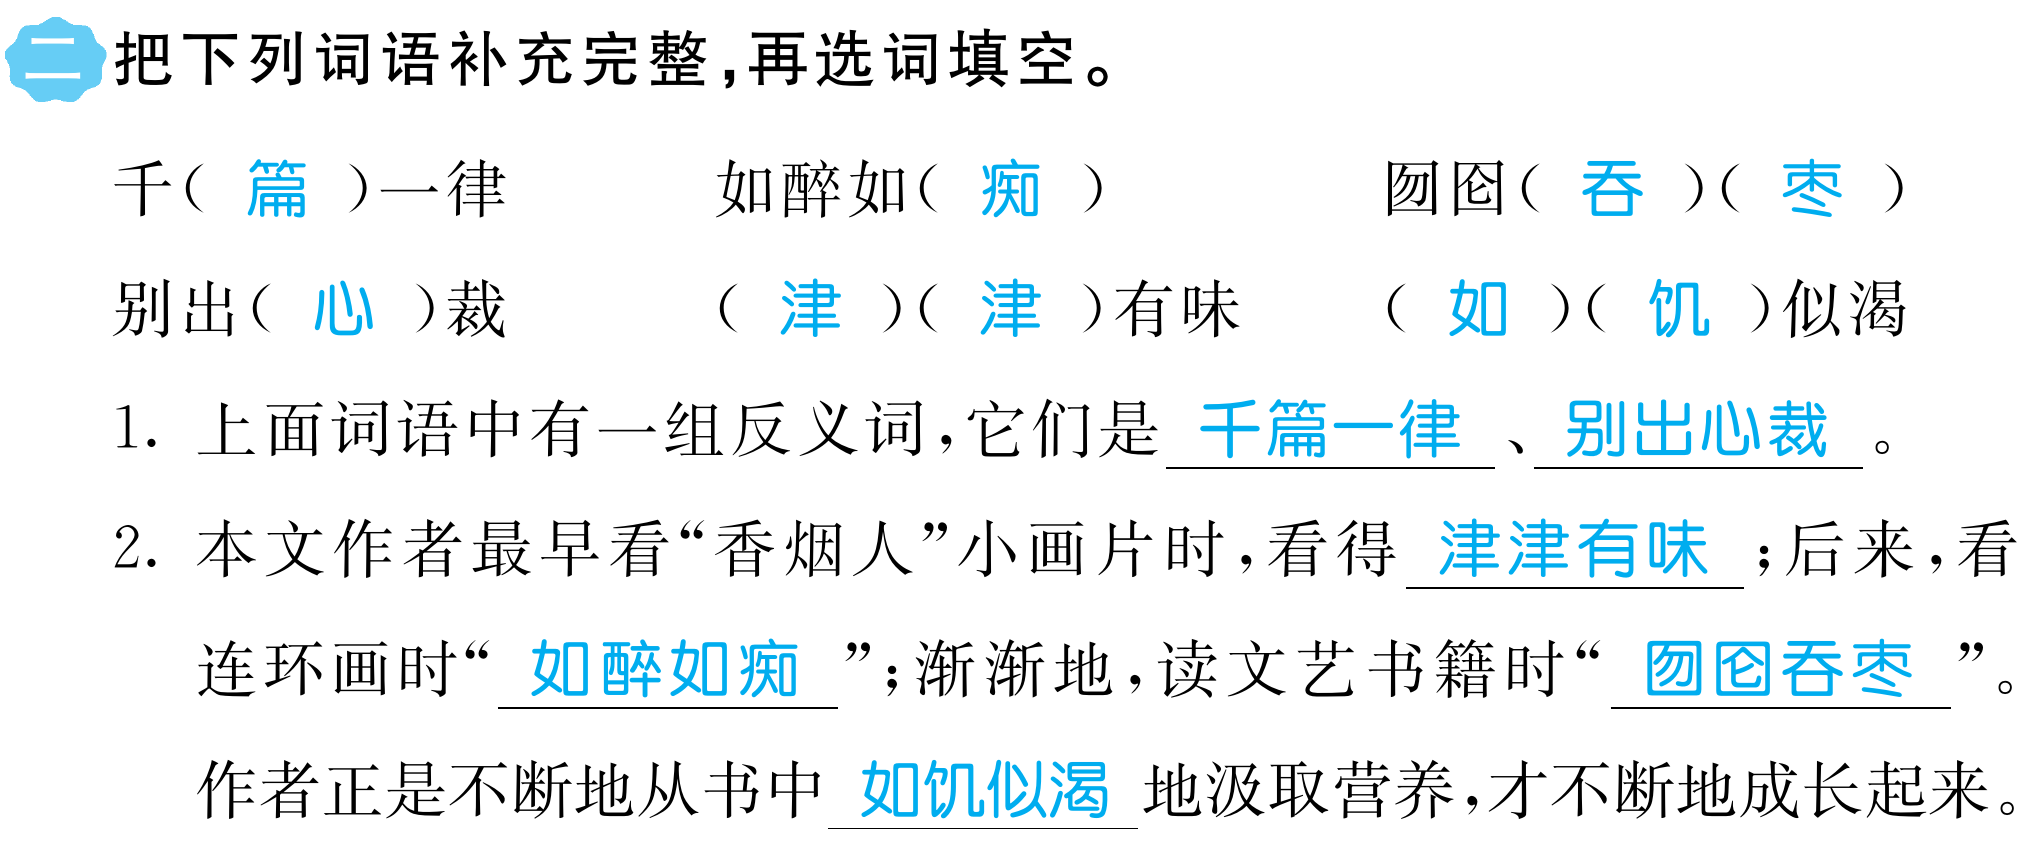 二 把下列词语补充完整,再选词填空。
千( 篇 )一律 如醉如( 痴 ) 囫囵( 吞 )( 枣 )
别出( 心 )裁 ( 津 )( 津 )有味 ( 如 )( 饥 )似渴
1. 上面词语中有一组反义词,它们是 千篇一律 、 别出心裁 。
2. 本文作者最早看“香烟人”小画片时,看得 津津有味 ;后来,看
连环画时“ 如醉如痴 ”;渐渐地,读文艺书籍时“ 囫囵吞枣 ”。
作者正是不断地从书中 如饥似渴 地汲取营养,才不断地成长起来。